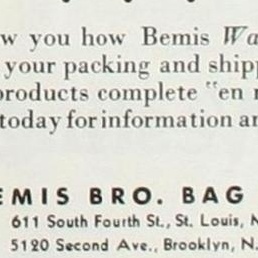 w you how Bemis Wa
your packing and shipp
products complete "en r
today for information an
EMIS BRO. BAG
611 South Fourth St., St. Louis, N
5120 Second Ave., Brooklyn, N.